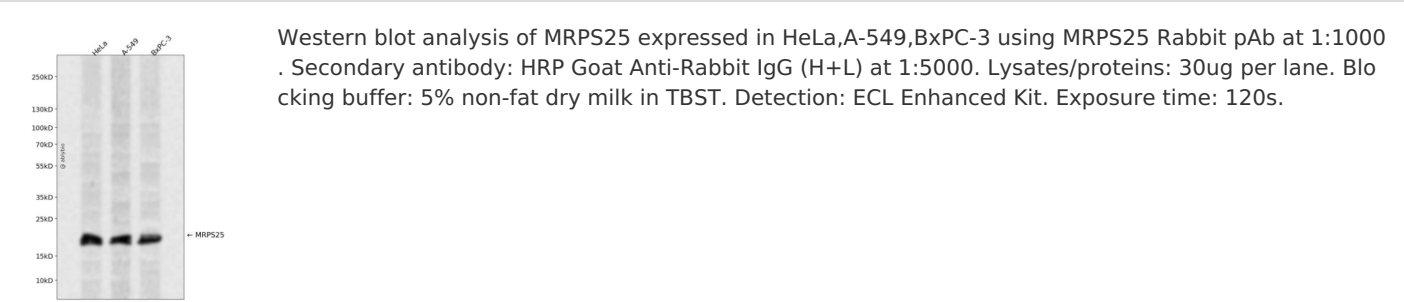 HeLa
A-549
BxPC-3
250kD
130kD
100kD
70kD
55kD
35kD
25kD
15kD
10kD
@ abiybio
← MRPS25
Western blot analysis of MRPS25 expressed in HeLa,A-549,BxPC-3 using MRPS25 Rabbit pAb at 1:1000
. Secondary antibody: HRP Goat Anti-Rabbit IgG (H+L) at 1:5000. Lysates/proteins: 30ug per lane. Blo
cking buffer: 5% non-fat dry milk in TBST. Detection: ECL Enhanced Kit. Exposure time: 120s.